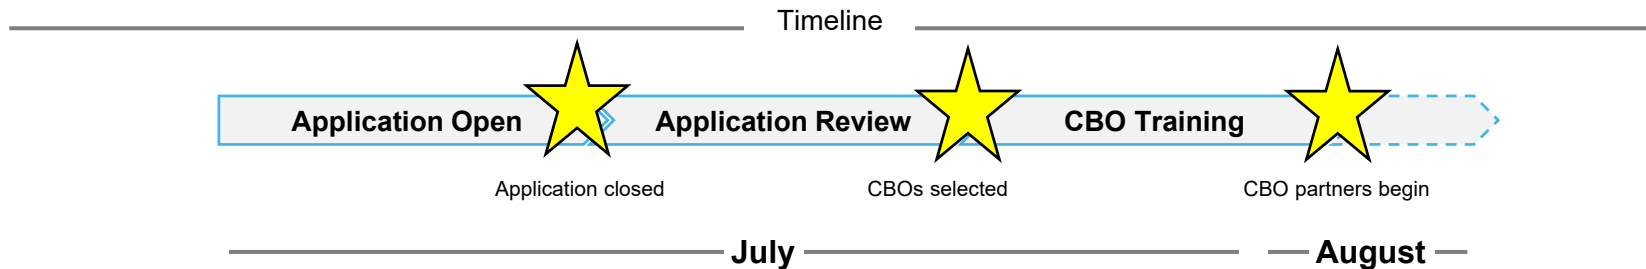 Timeline
Application Open
Application Review
CBO Training
Application closed
CBOs selected
CBO partners begin
July
August